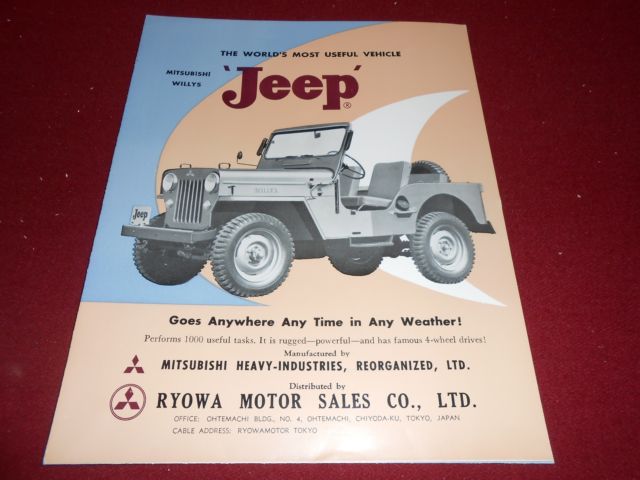 THE WORLD'S MOST USEFUL VEHICLE
MITSUBISHI
WILLYS
'Jeep'®
WILLYS
Jeep
Goes Anywhere Any Time in Any Weather!
Performs 1000 useful tasks. It is rugged—powerful—and has famous 4-wheel drives!
Manufactured by
MITSUBISHI HEAVY-INDUSTRIES, REORGANIZED, LTD.
Distributed by
RYOWA MOTOR SALES CO., LTD.
OFFICE: OHTEMACHI BLDG., NO. 4, OHTEMACHI, CHIYODA-KU, TOKYO, JAPAN
CABLE ADDRESS: RYOWAMOTOR TOKYO